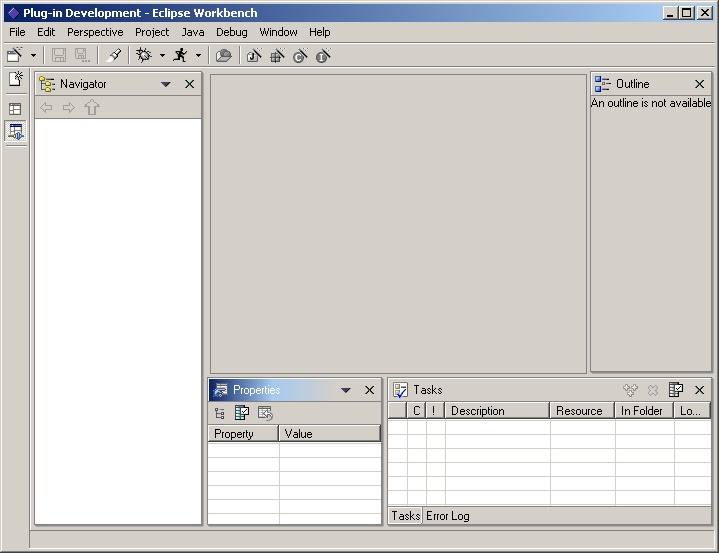 Plug-in Development - Eclipse Workbench
File Edit Perspective Project Java Debug Window Help
Navigator
Outline
An outline is not available
Properties
Property Value
Tasks
C ! Description Resource In Folder Lo...
Tasks Error Log